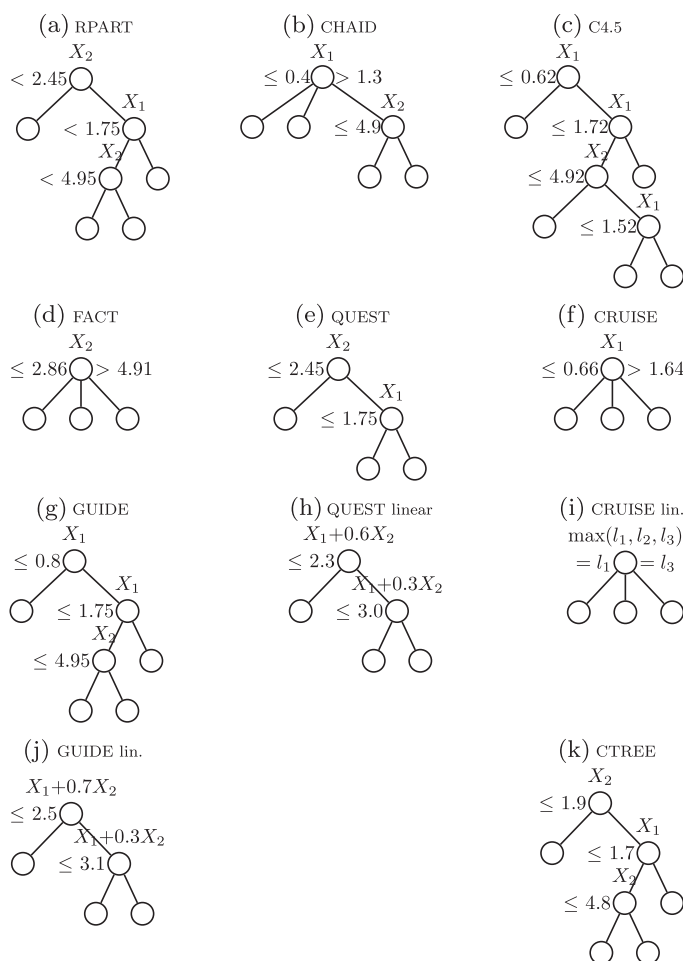 (a) RPART
X₂
< 2.45
X₁
< 1.75
X₂
< 4.95
(b) CHAID
X₁
≤ 0.4 > 1.3
X₂
≤ 4.9
(c) C4.5
X₁
≤ 0.62
X₁
≤ 1.72
X₂
≤ 4.92
X₁
≤ 1.52
(d) FACT
X₂
≤ 2.86 > 4.91
(e) QUEST
X₂
≤ 2.45
X₁
≤ 1.75
(f) CRUISE
X₁
≤ 0.66 > 1.64
(g) GUIDE
X₁
≤ 0.8
X₁
≤ 1.75
X₂
≤ 4.95
(h) QUEST linear
X₁+0.6X₂
≤ 2.3
X₁+0.3X₂
≤ 3.0
(i) CRUISE lin.
max(l₁, l₂, l₃)
= l₁ = l₃
(j) GUIDE lin.
X₁+0.7X₂
≤ 2.5
X₁+0.3X₂
≤ 3.1
(k) CTREE
X₂
≤ 1.9
X₁
≤ 1.7
X₂
≤ 4.8